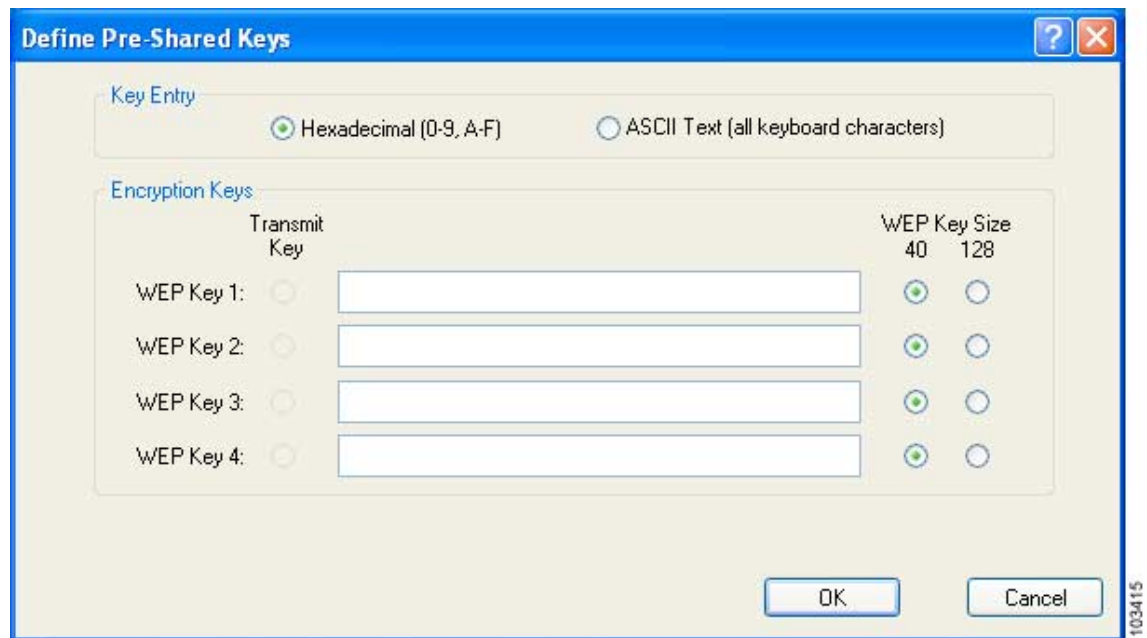 Define Pre-Shared Keys
?
Key Entry
Hexadecimal (0-9, A-F)
ASCII Text (all keyboard characters)
Encryption Keys
Transmit
Key
WEP Key Size
40 128
WEP Key 1:
WEP Key 2:
WEP Key 3:
WEP Key 4:
OK
Cancel
103415